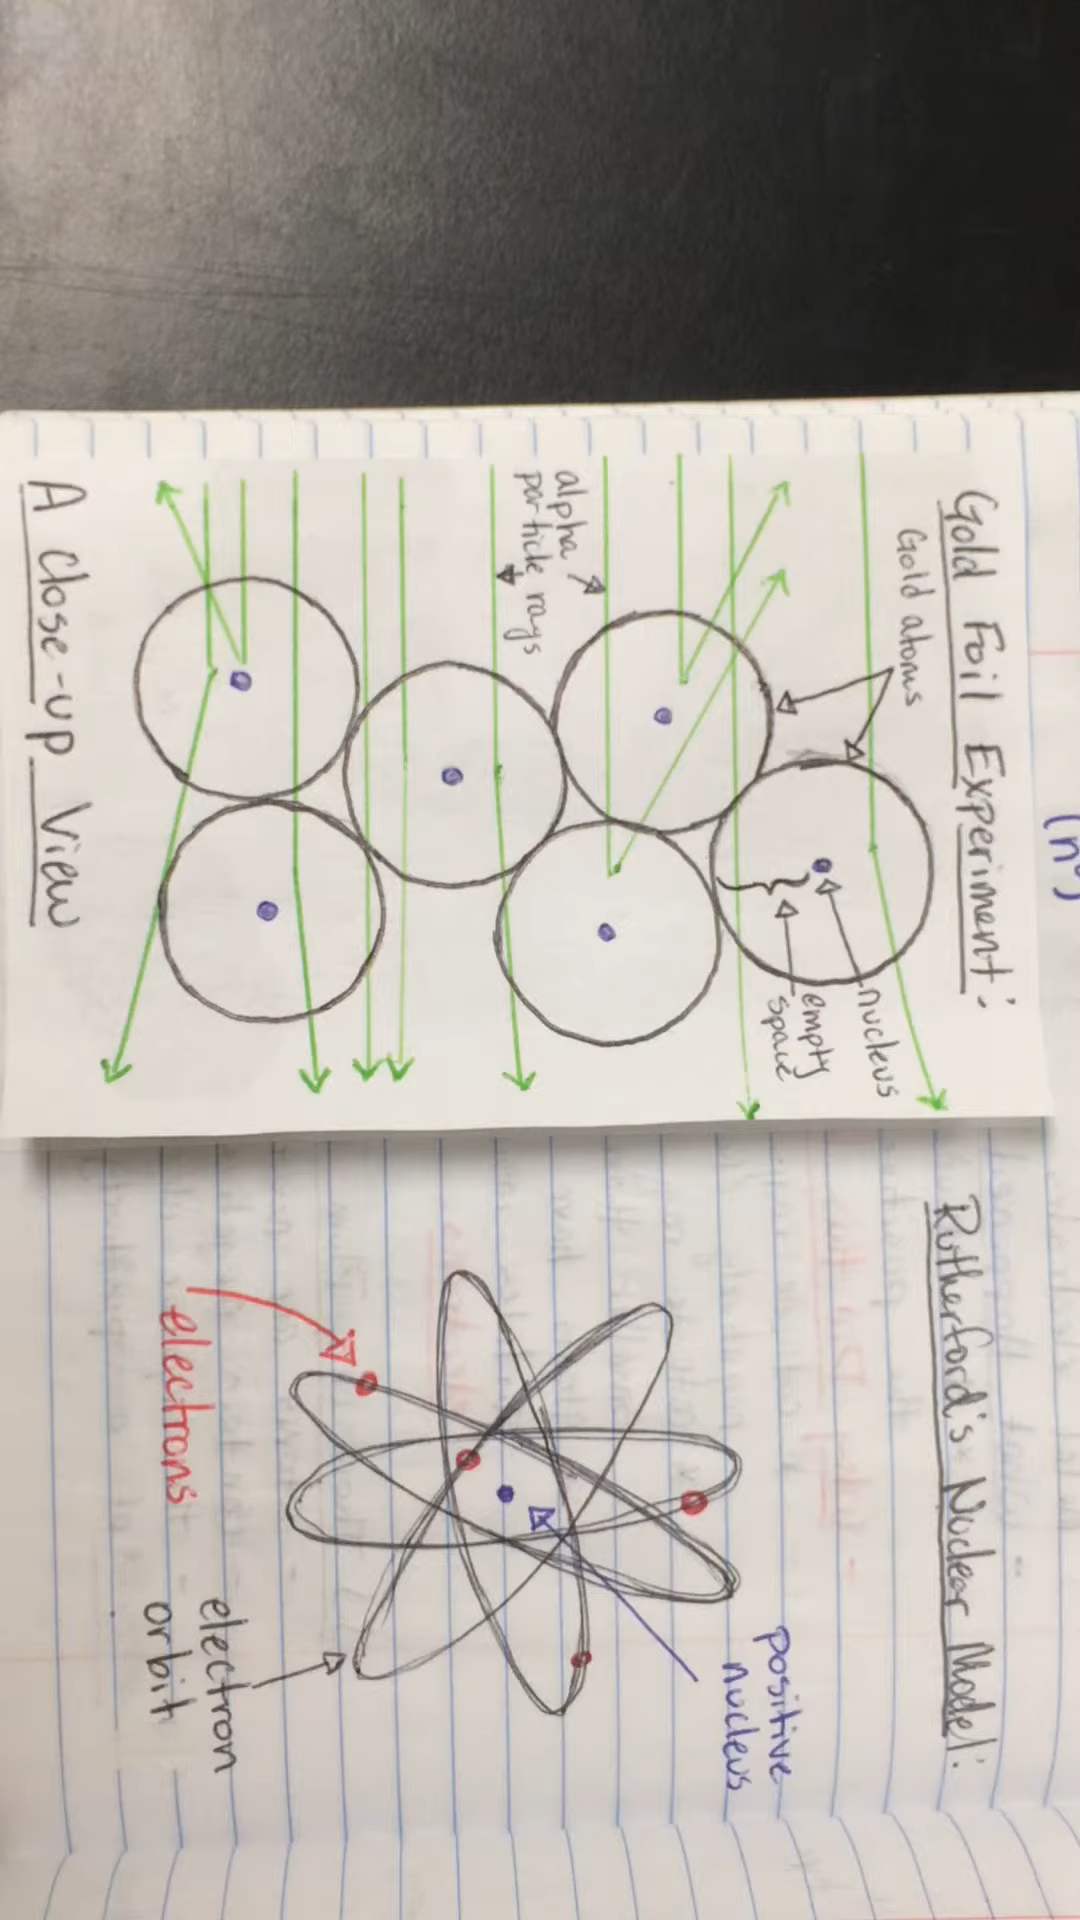 Gold Foil Experiment:
Gold atoms
alpha
particle rays
nucleus
empty
space
A Close-up View
Rutherford's Nuclear Model:
positive
nucleus
electrons
electron
orbit
(n°)